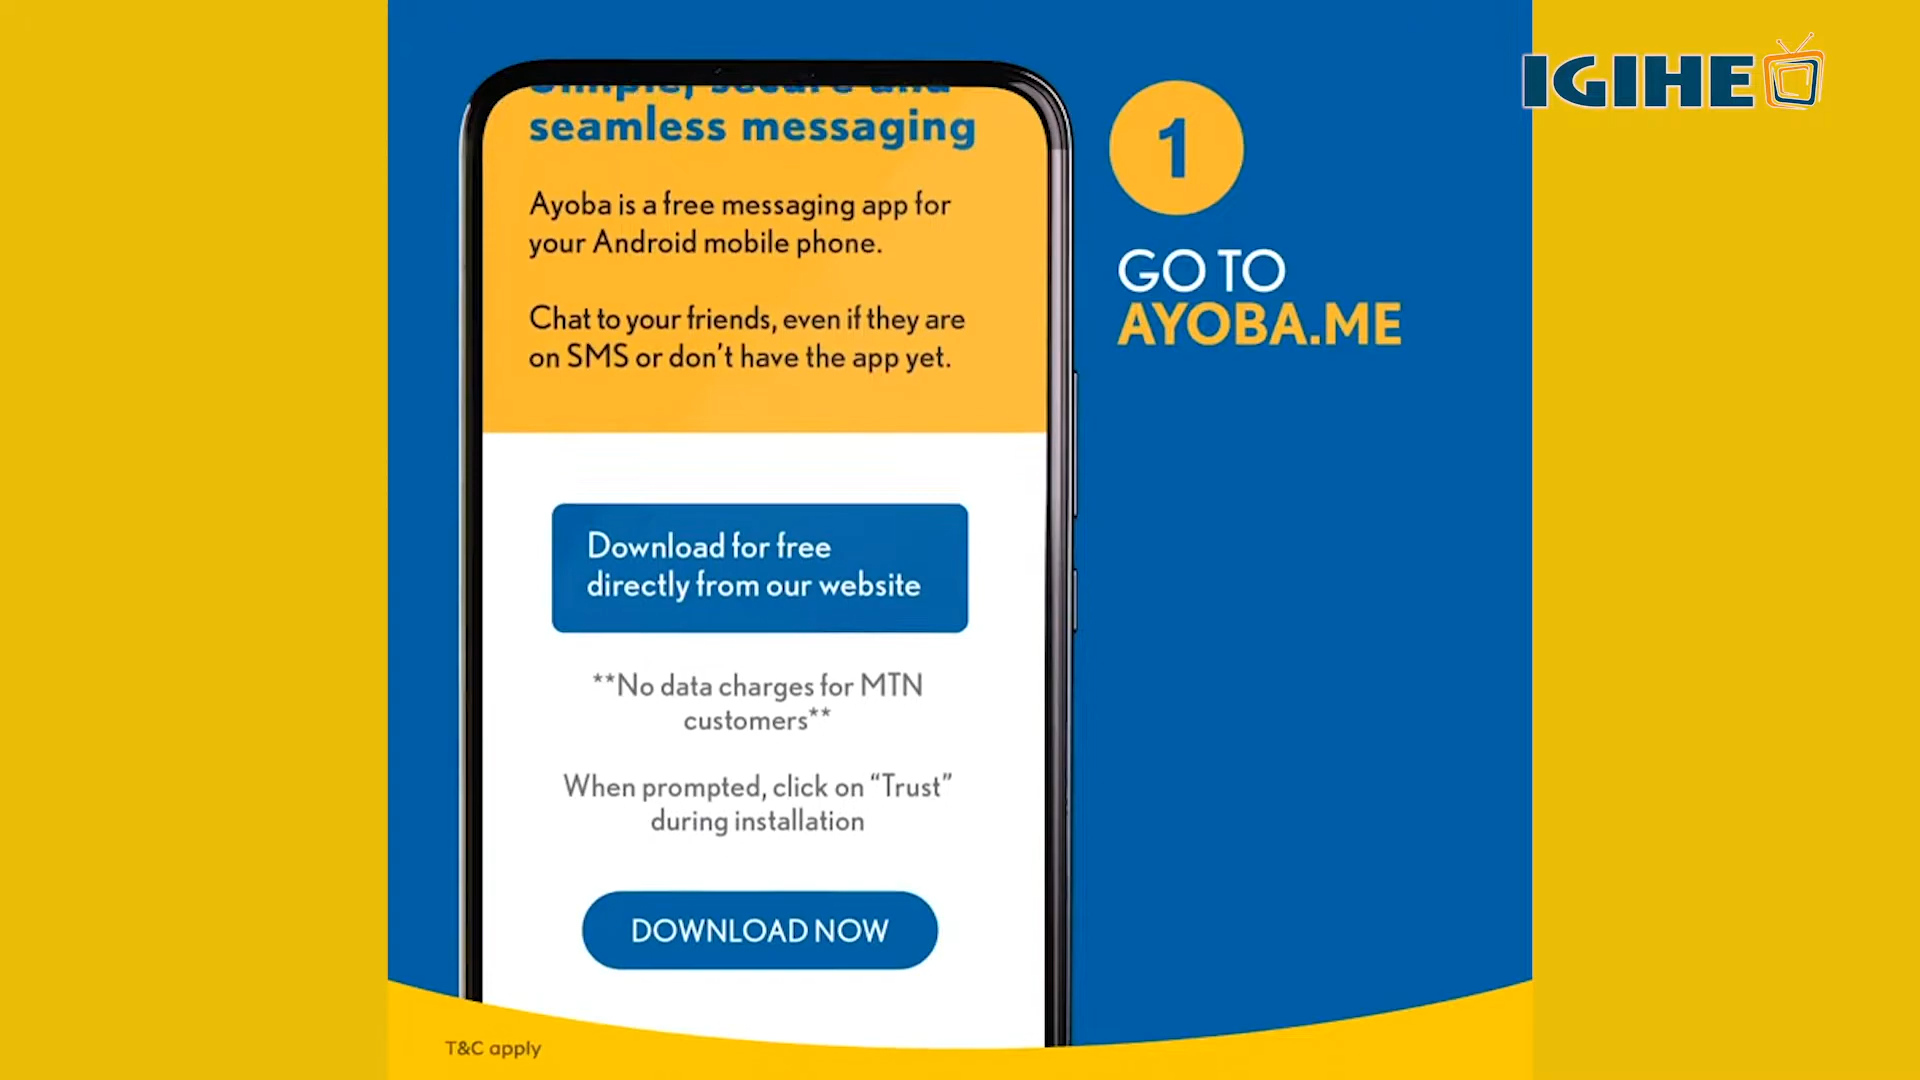 IGIHE
Simple, secure and
seamless messaging
Ayoba is a free messaging app for
your Android mobile phone.
Chat to your friends, even if they are
on SMS or don’t have the app yet.
Download for free
directly from our website
**No data charges for MTN
customers**
When prompted, click on “Trust”
during installation
DOWNLOAD NOW
1
GO TO
AYOBA.ME
T&C apply